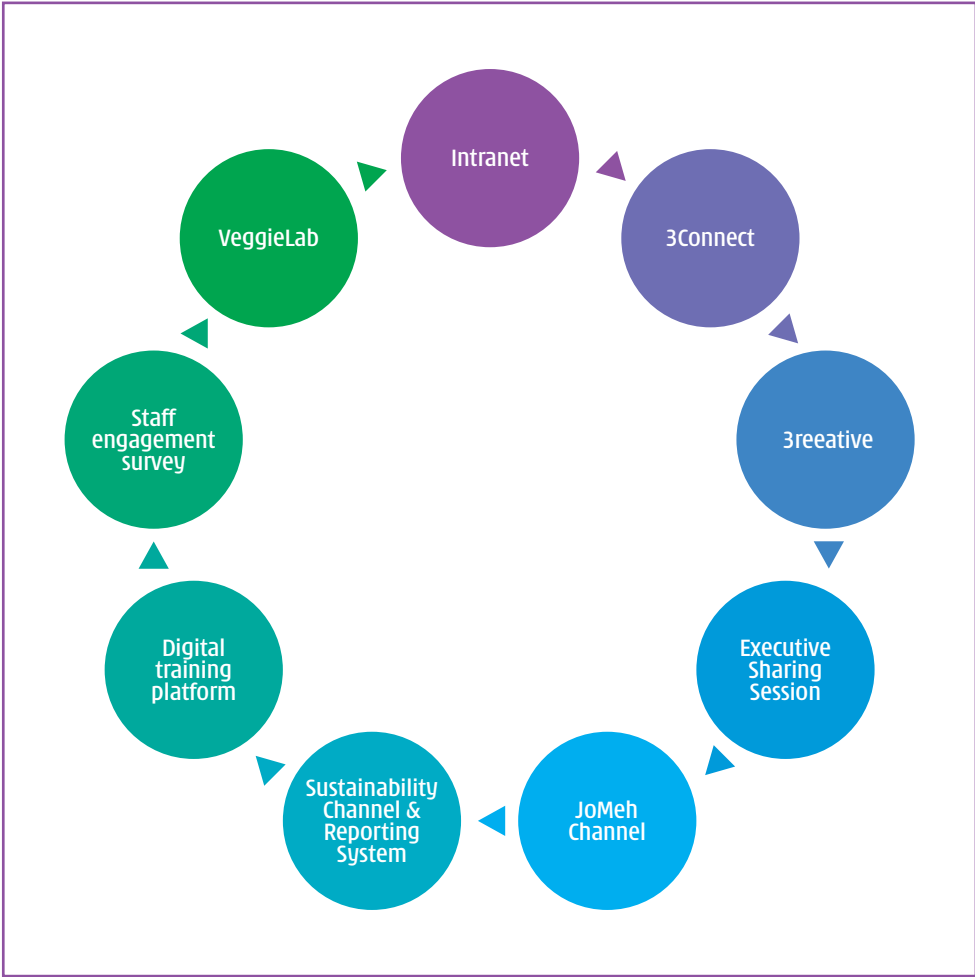 Intranet
3Connect
3reeative
Executive
Sharing
Session
JoMeh
Channel
Sustainability
Channel &
Reporting
System
Digital
training
platform
Staff
engagement
survey
VeggieLab